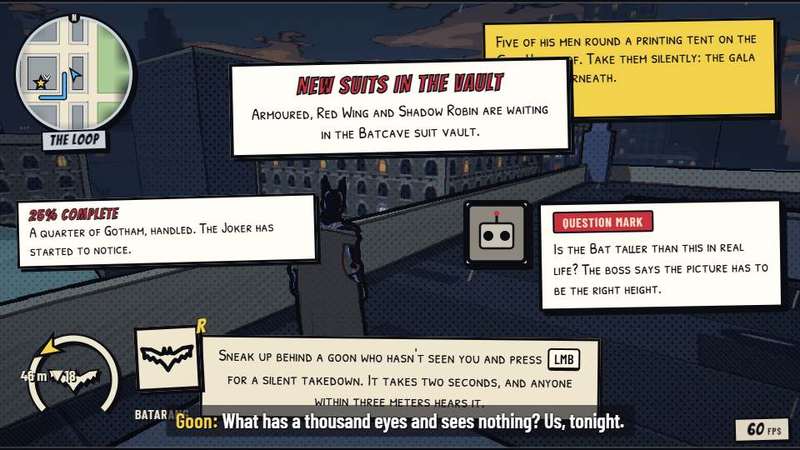 N
THE LOOP
FIVE OF HIS MEN ROUND A PRINTING TENT ON THE
OF. TAKE THEM SILENTLY: THE GALA
NEW SUITS IN THE VAULT
ARMOURED, RED WING AND SHADOW ROBIN ARE WAITING
IN THE BATCAVE SUIT VAULT.
25% COMPLETE
A QUARTER OF GOTHAM, HANDLED. THE JOKER HAS
STARTED TO NOTICE.
QUESTION MARK
IS THE BAT TALLER THAN THIS IN REAL
LIFE? THE BOSS SAYS THE PICTURE HAS TO
BE THE RIGHT HEIGHT.
R
SNEAK UP BEHIND A GOON WHO HASN'T SEEN YOU AND PRESS LMB
FOR A SILENT TAKEDOWN. IT TAKES TWO SECONDS, AND ANYONE
WITHIN THREE METERS HEARS IT.
46 m 18
Goon: What has a thousand eyes and sees nothing? Us, tonight.
60 FPS